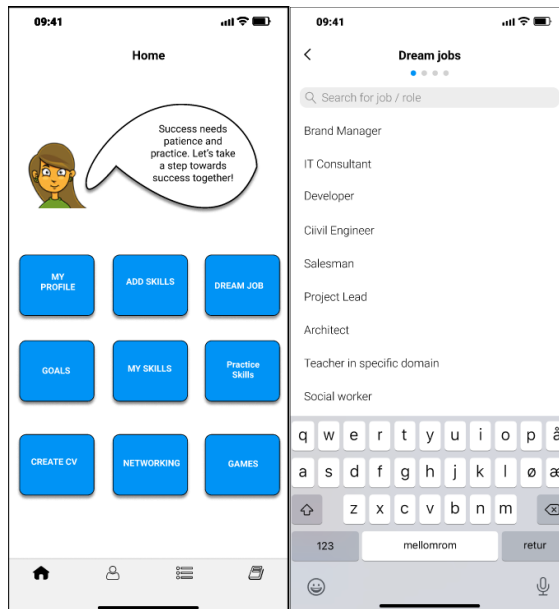 09:41
Home
Success needs
patience and
practice. Let's take
a step towards
success together!
MY
PROFILE
ADD SKILLS
DREAM JOB
GOALS
MY SKILLS
Practice
Skills
CREATE CV
NETWORKING
GAMES
09:41
Dream jobs
Search for job / role
Brand Manager
IT Consultant
Developer
Ciivil Engineer
Salesman
Project Lead
Architect
Teacher in specific domain
Social worker
q w e r t y u i o p å
a s d f g h j k l ø æ
z x c v b n m
123 mellomrom retur